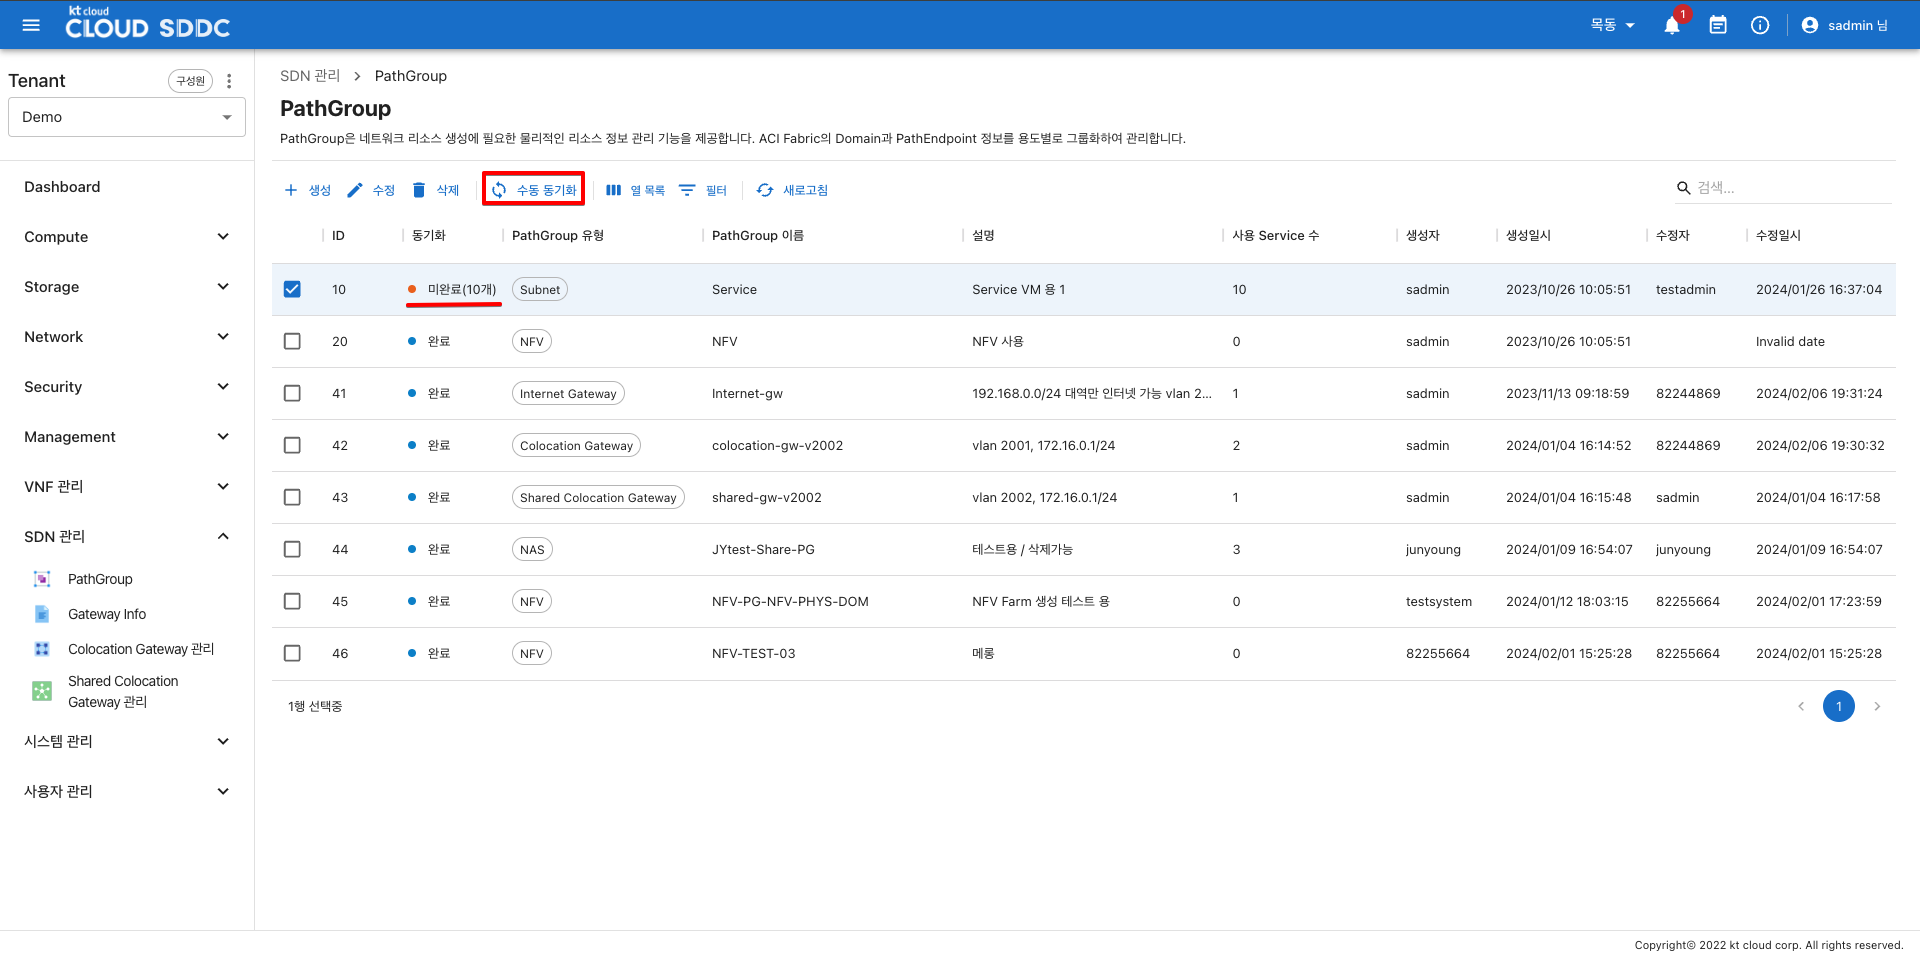 kt cloud
CLOUD SDDC
목동
1
sadmin 님
Tenant
구성원
Demo
Dashboard
Compute
Storage
Network
Security
Management
VNF 관리
SDN 관리
PathGroup
Gateway Info
Colocation Gateway 관리
Shared Colocation
Gateway 관리
시스템 관리
사용자 관리
SDN 관리 > PathGroup
PathGroup
PathGroup은 네트워크 리소스 생성에 필요한 물리적인 리소스 정보 관리 기능을 제공합니다. ACI Fabric의 Domain과 PathEndpoint 정보를 용도별로 그룹화하여 관리합니다.
생성 수정 삭제 수동 동기화 열 목록 필터 새로고침 검색...
ID 동기화 PathGroup 유형 PathGroup 이름 설명 사용 Service 수 생성자 생성일시 수정자 수정일시
10 미완료(10개) Subnet Service Service VM 용 1 10 sadmin 2023/10/26 10:05:51 testadmin 2024/01/26 16:37:04
20 완료 NFV NFV NFV 사용 0 sadmin 2023/10/26 10:05:51 Invalid date
41 완료 Internet Gateway Internet-gw 192.168.0.0/24 대역만 인터넷 가능 vlan 2... 1 sadmin 2023/11/13 09:18:59 82244869 2024/02/06 19:31:24
42 완료 Colocation Gateway colocation-gw-v2002 vlan 2001, 172.16.0.1/24 2 sadmin 2024/01/04 16:14:52 82244869 2024/02/06 19:30:32
43 완료 Shared Colocation Gateway shared-gw-v2002 vlan 2002, 172.16.0.1/24 1 sadmin 2024/01/04 16:15:48 sadmin 2024/01/04 16:17:58
44 완료 NAS JYtest-Share-PG 테스트용 / 삭제가능 3 junyoung 2024/01/09 16:54:07 junyoung 2024/01/09 16:54:07
45 완료 NFV NFV-PG-NFV-PHYS-DOM NFV Farm 생성 테스트 용 0 testsystem 2024/01/12 18:03:15 82255664 2024/02/01 17:23:59
46 완료 NFV NFV-TEST-03 메롱 0 82255664 2024/02/01 15:25:28 82255664 2024/02/01 15:25:28
1행 선택중
1
Copyright© 2022 kt cloud corp. All rights reserved.